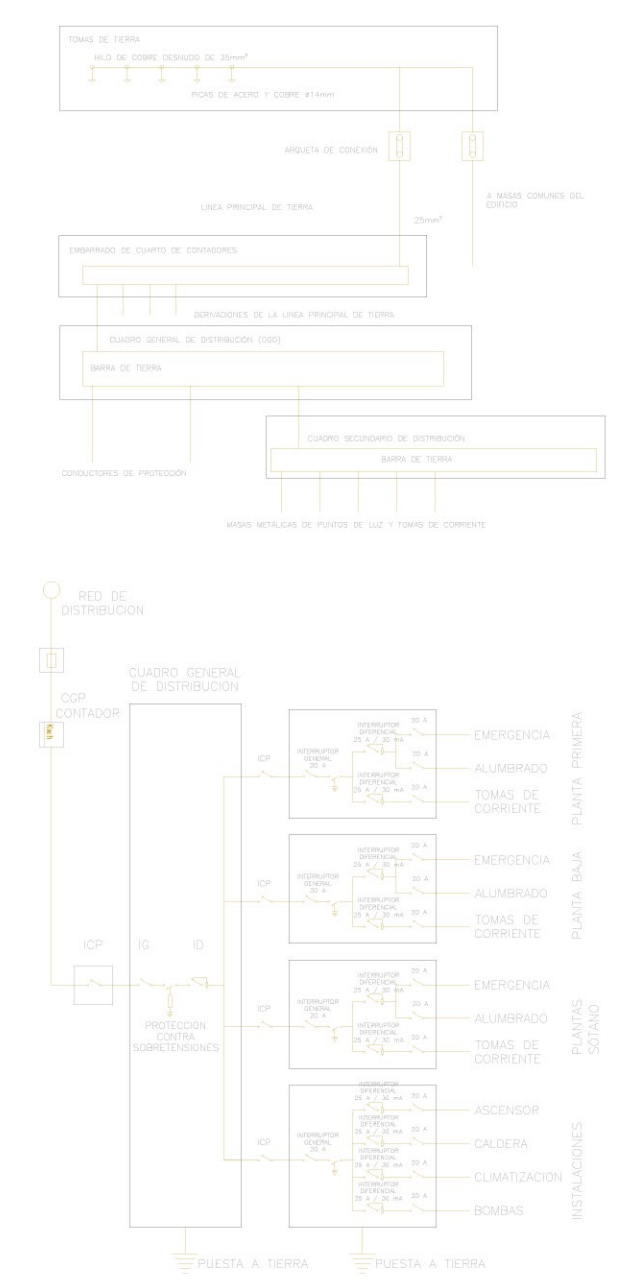 TOMAS DE TIERRA
HILO DE COBRE DESNUDO DE 35mm²
PICAS DE ACERO Y COBRE ø14mm
ARQUETA DE CONEXIÓN
LINEA PRINCIPAL DE TIERRA
25mm²
A MASAS COMUNES DEL
EDIFICIO
EMBARRADO DE CUARTO DE CONTADORES
DERIVACIONES DE LA LINEA PRINCIPAL DE TIERRA
CUADRO GENERAL DE DISTRIBUCIÓN (CGD)
BARRA DE TIERRA
CUADRO SECUNDARIO DE DISTRIBUCIÓN
BARRA DE TIERRA
CONDUCTORES DE PROTECCIÓN
MASAS METÁLICAS DE PUNTOS DE LUZ Y TOMAS DE CORRIENTE
RED DE
DISTRIBUCION
CGP
CONTADOR
Kw.h
ICP
CUADRO GENERAL
DE DISTRIBUCION
IG
ID
PROTECCION
CONTRA
SOBRETENSIONES
ICP
INTERRUPTOR
GENERAL
20 A
INTERRUPTOR
DIFERENCIAL
25 A / 30 mA
INTERRUPTOR
DIFERENCIAL
25 A / 30 mA
20 A
20 A
20 A
EMERGENCIA
ALUMBRADO
TOMAS DE
CORRIENTE
PLANTA PRIMERA
ICP
INTERRUPTOR
GENERAL
20 A
INTERRUPTOR
DIFERENCIAL
25 A / 30 mA
INTERRUPTOR
DIFERENCIAL
25 A / 30 mA
20 A
20 A
20 A
EMERGENCIA
ALUMBRADO
TOMAS DE
CORRIENTE
PLANTA BAJA
ICP
INTERRUPTOR
GENERAL
20 A
INTERRUPTOR
DIFERENCIAL
25 A / 30 mA
INTERRUPTOR
DIFERENCIAL
25 A / 30 mA
20 A
20 A
20 A
EMERGENCIA
ALUMBRADO
TOMAS DE
CORRIENTE
PLANTAS
SÓTANO
ICP
INTERRUPTOR
GENERAL
20 A
INTERRUPTOR
DIFERENCIAL
25 A / 30 mA
INTERRUPTOR
DIFERENCIAL
25 A / 30 mA
INTERRUPTOR
DIFERENCIAL
25 A / 30 mA
INTERRUPTOR
DIFERENCIAL
25 A / 30 mA
20 A
20 A
20 A
20 A
ASCENSOR
CALDERA
CLIMATIZACION
BOMBAS
INSTALACIONES
PUESTA A TIERRA
PUESTA A TIERRA